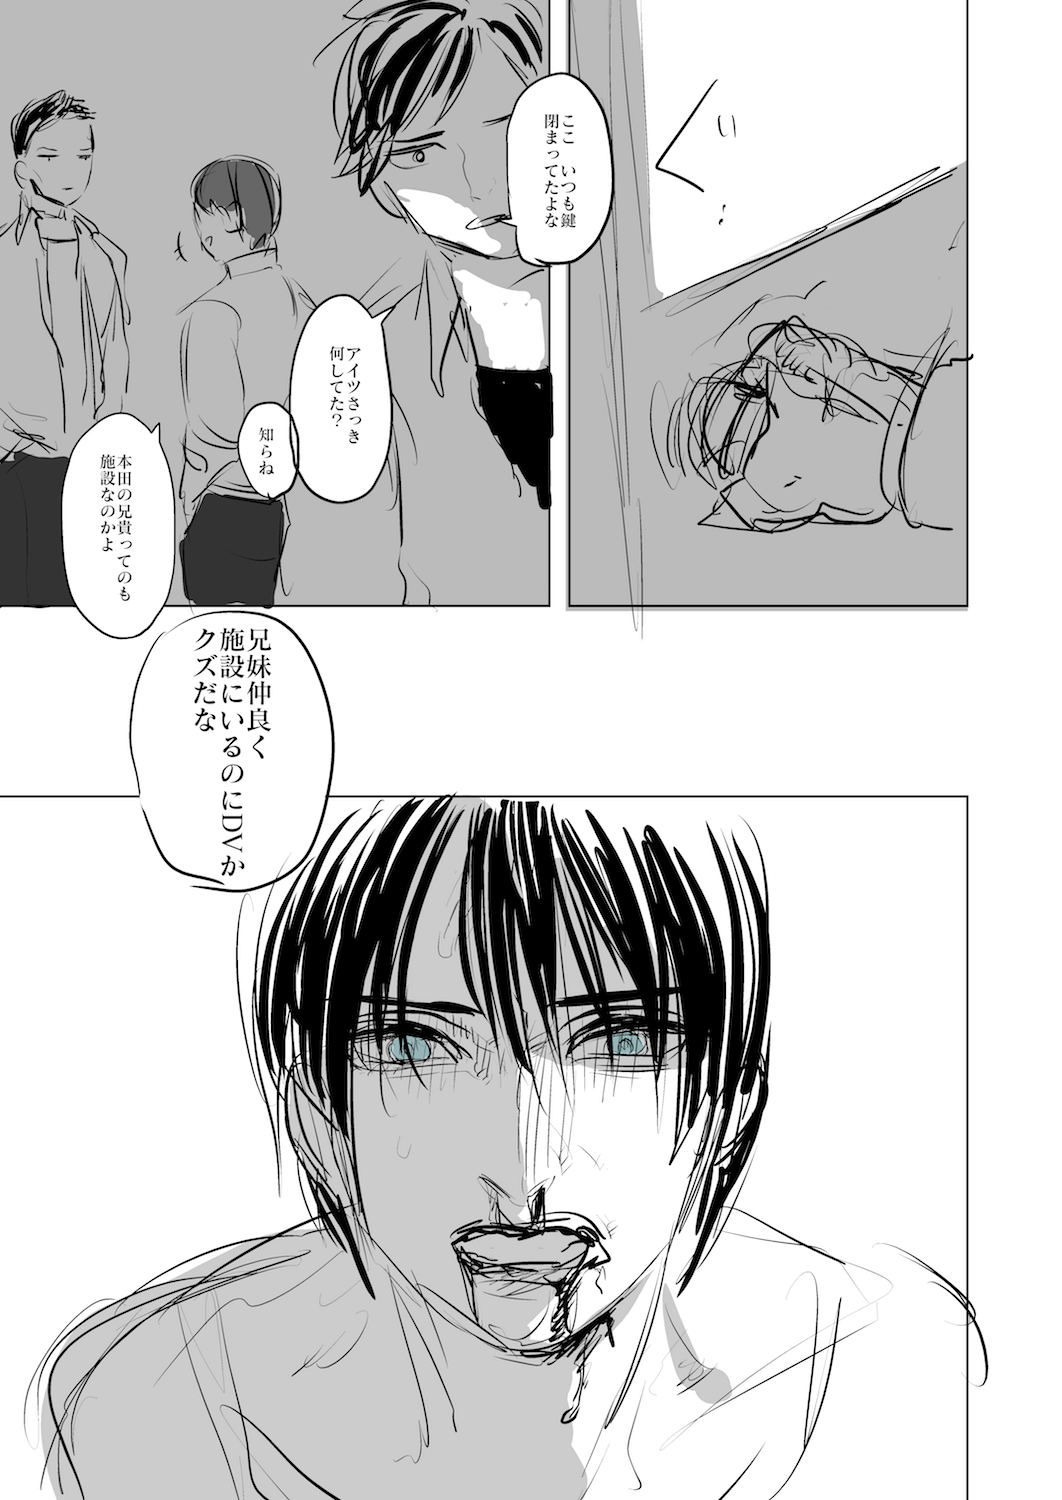 い
ここ　いつも鍵
閉まってたよな
アイツさっき
何してた？
知らね
本田の兄貴ってのも
施設なのかよ
兄妹仲良く
施設にいるのにDVか
クズだな